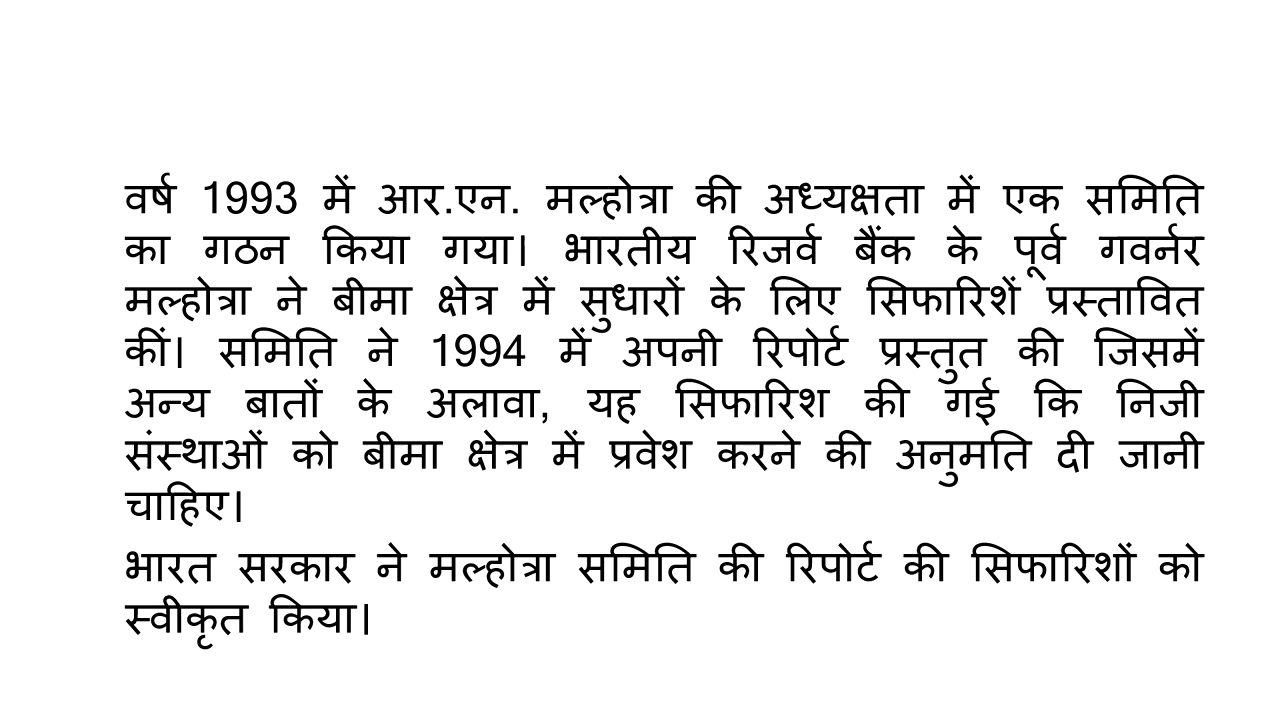 वर्ष 1993 में आर.एन. मल्होत्रा की अध्यक्षता में एक समिति
का गठन किया गया। भारतीय रिजर्व बैंक के पूर्व गवर्नर
मल्होत्रा ने बीमा क्षेत्र में सुधारों के लिए सिफारिशें प्रस्तावित
कीं। समिति ने 1994 में अपनी रिपोर्ट प्रस्तुत की जिसमें
अन्य बातों के अलावा, यह सिफारिश की गई कि निजी
संस्थाओं को बीमा क्षेत्र में प्रवेश करने की अनुमति दी जानी
चाहिए।
भारत सरकार ने मल्होत्रा समिति की रिपोर्ट की सिफारिशों को
स्वीकृत किया।